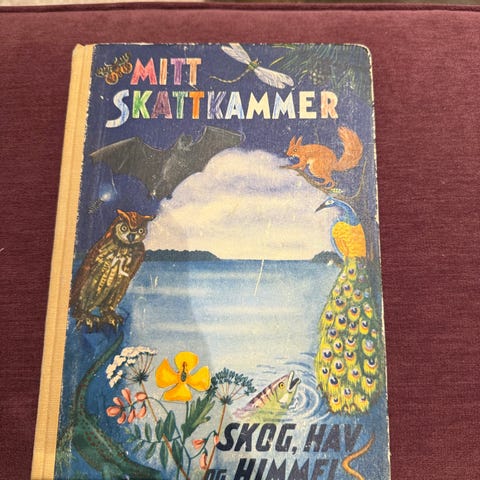 MITT
SKATTKAMMER
SKOG, HAV
OG HIMMEL